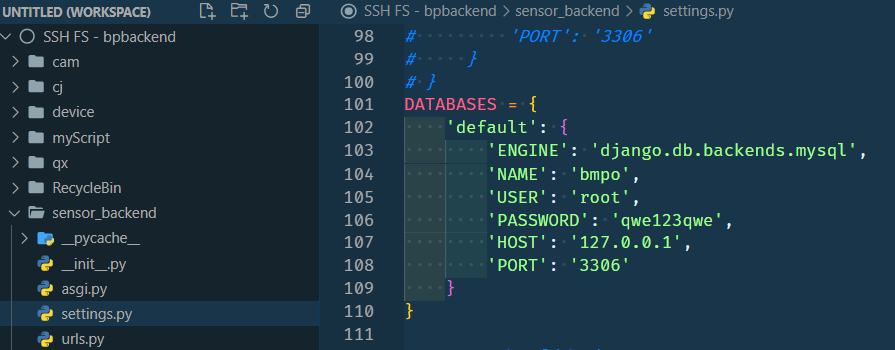 UNTITLED (WORKSPACE)
SSH FS - bpbackend
cam
cj
device
myScript
qx
RecycleBin
sensor_backend
__pycache__
__init__.py
asgi.py
settings.py
urls.py
SSH FS - bpbackend > sensor_backend > settings.py
98 #         'PORT': '3306'
99 #     }
100 # }
101 DATABASES = {
102     'default': {
103         'ENGINE': 'django.db.backends.mysql',
104         'NAME': 'bmpo',
105         'USER': 'root',
106         'PASSWORD': 'qwe123qwe',
107         'HOST': '127.0.0.1',
108         'PORT': '3306'
109     }
110 }
111